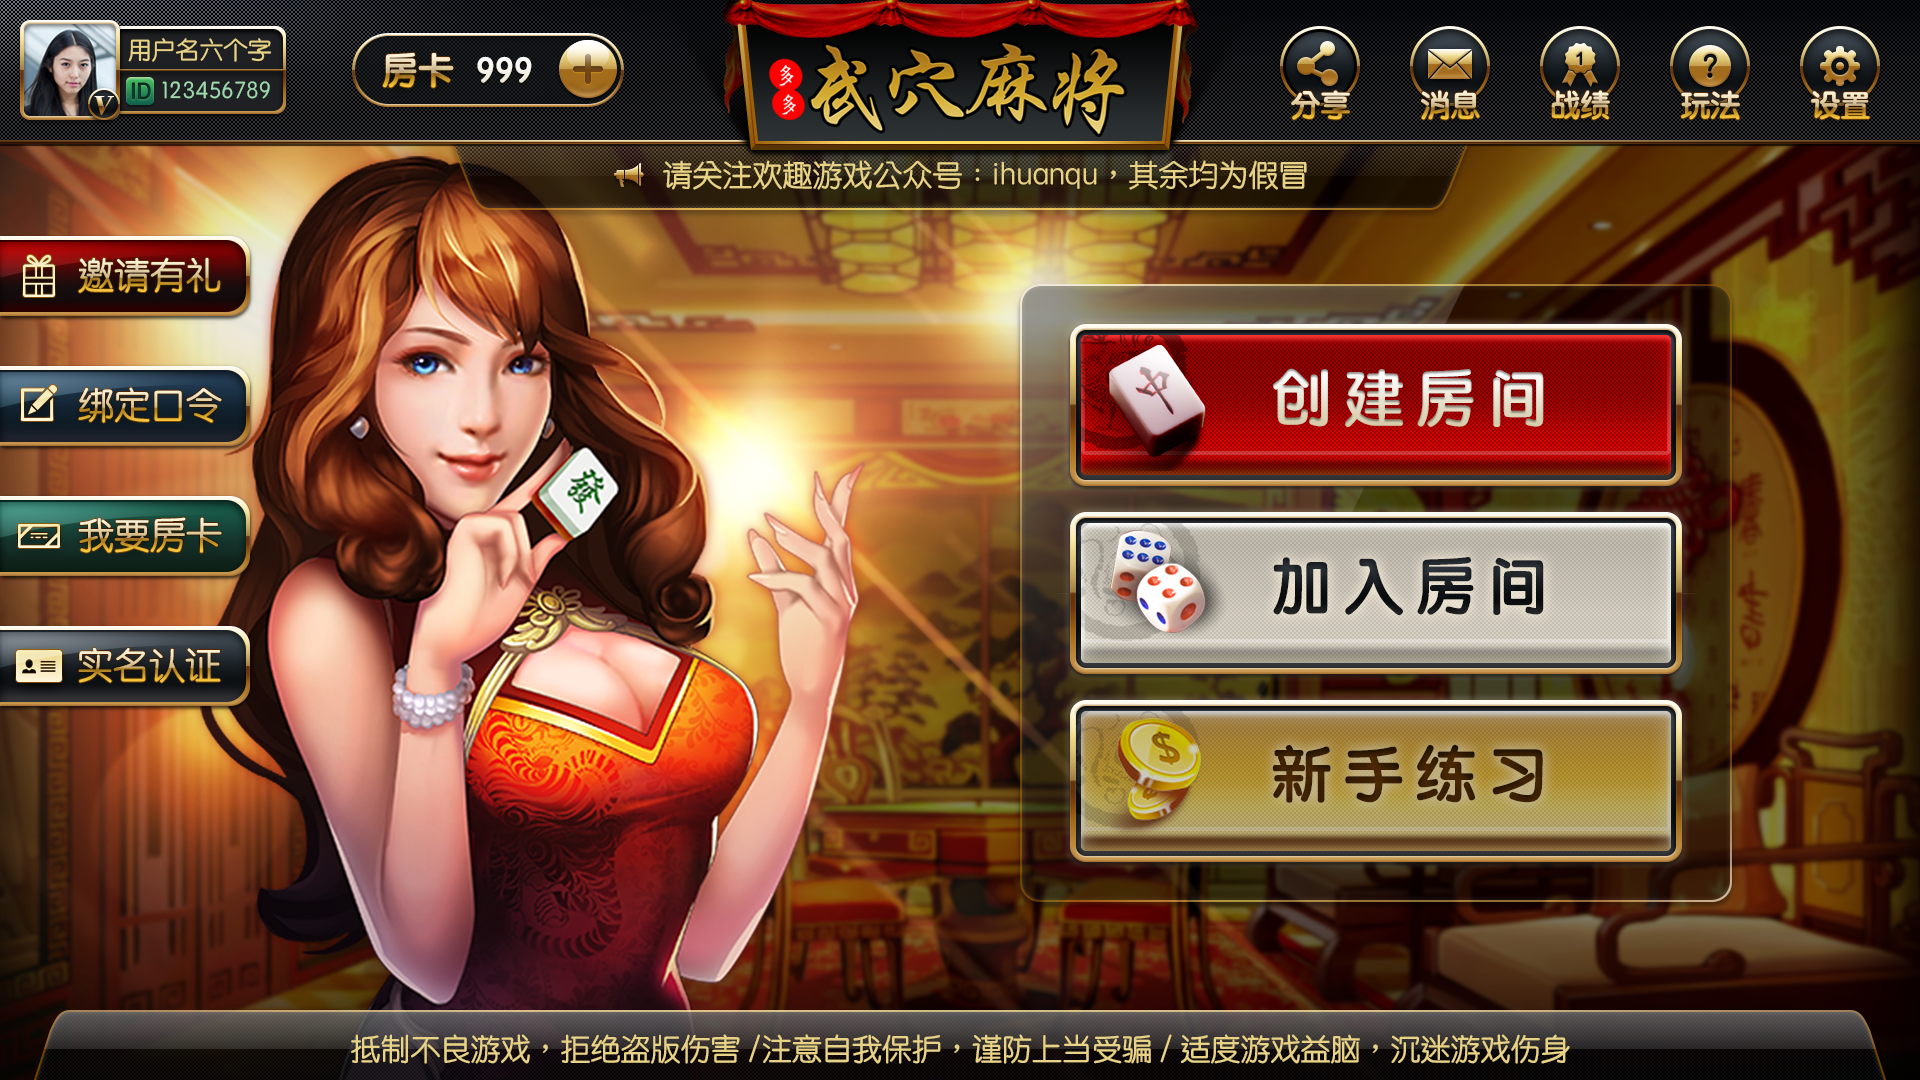 用户名六个字
ID 123456789
V
房卡 999
多多
武穴麻将
分享
消息
1
战绩
?
玩法
设置
请关注欢趣游戏公众号：ihuanqu，其余均为假冒
邀请有礼
绑定口令
我要房卡
实名认证
發
中
创建房间
加入房间
$
新手练习
抵制不良游戏，拒绝盗版伤害 /注意自我保护，谨防上当受骗 / 适度游戏益脑，沉迷游戏伤身